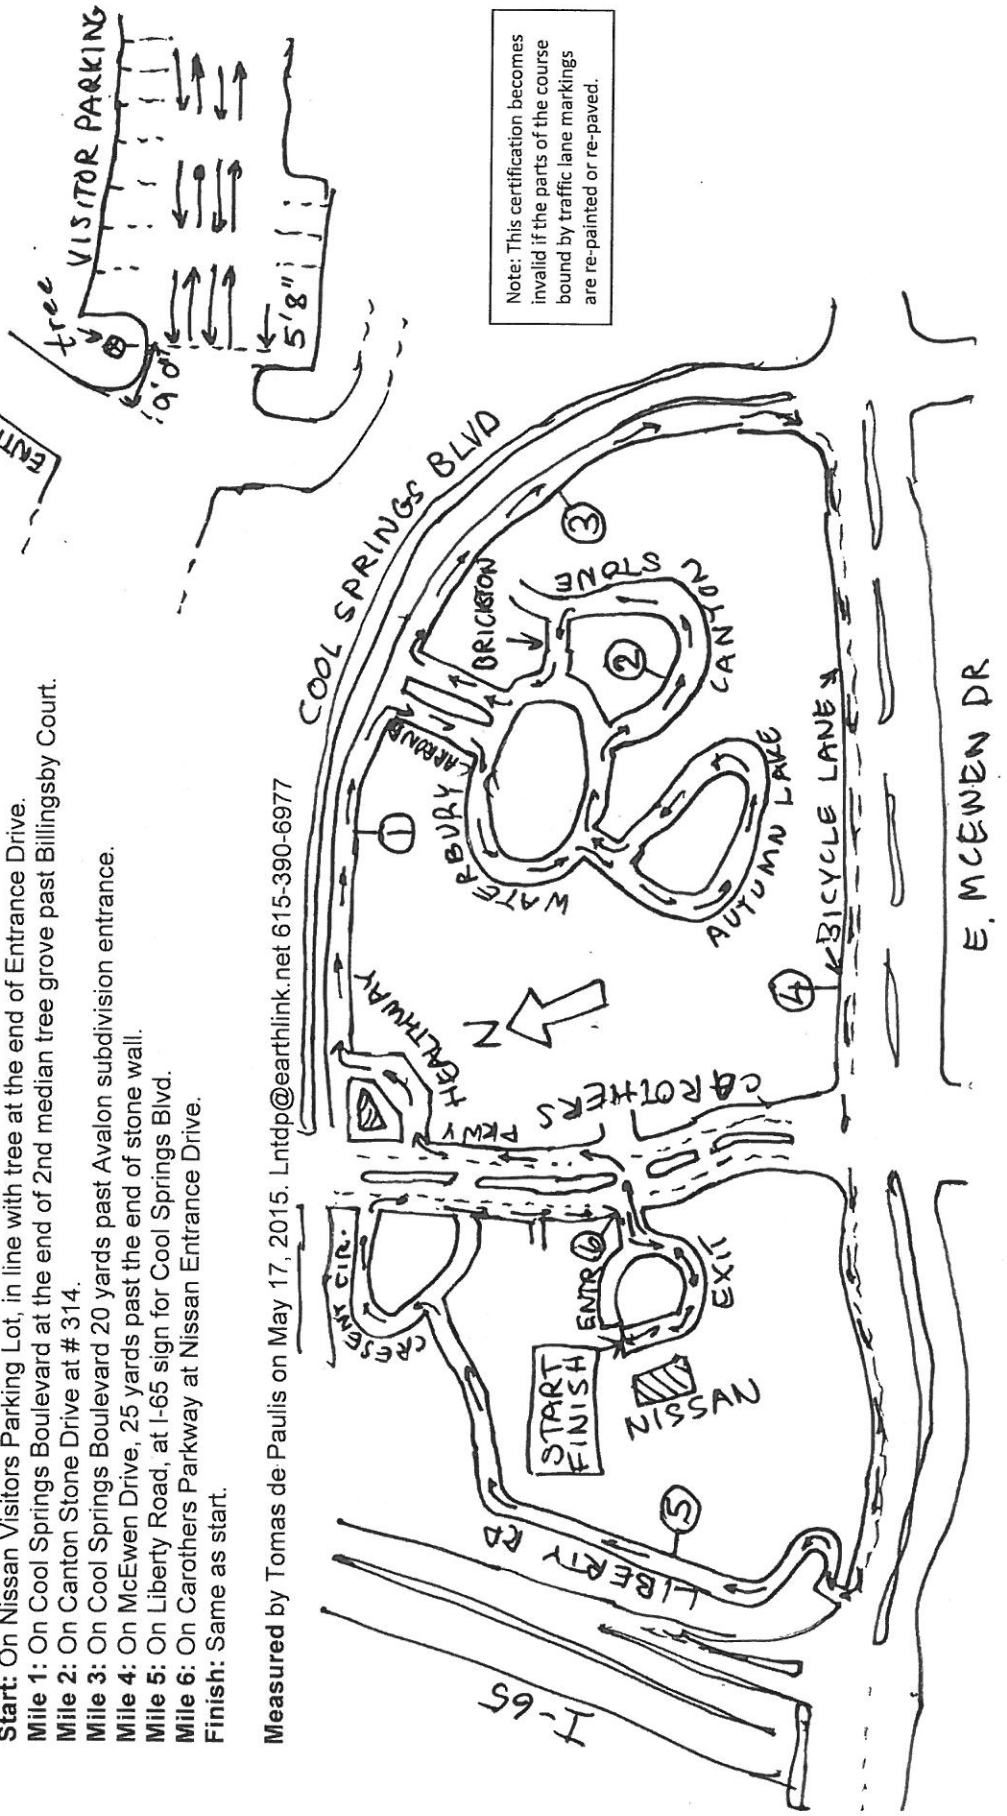 Start: On Nissan Visitors Parking Lot, in line with tree at the end of Entrance Drive.
Mile 1: On Cool Springs Boulevard at the end of 2nd median tree grove past Billingsby Court.
Mile 2: On Canton Stone Drive at # 314.
Mile 3: On Cool Springs Boulevard 20 yards past Avalon subdivision entrance.
Mile 4: On McEwen Drive, 25 yards past the end of stone wall.
Mile 5: On Liberty Road, at I-65 sign for Cool Springs Blvd.
Mile 6: On Carothers Parkway at Nissan Entrance Drive.
Finish: Same as start.
Measured by Tomas de Paulis on May 17, 2015. Lntdp@earthlink.net 615-390-6977
tree
VISITOR PARKING
9'0"
5'8"
Note: This certification becomes
invalid if the parts of the course
bound by traffic lane markings
are re-painted or re-paved.
COOL SPRINGS BLVD
CRESENT CIR.
PKWY
CAROTHERS
HEALTHWAY
N
1
WATERBURY
BRICKSTON
STONE
CANYON
2
3
AUTUMN LAKE
4
BICYCLE LANE
E. MCEWEN DR
START
FINISH
ENTR
6
EXIT
NISSAN
LIBERTY RD
5
I-65